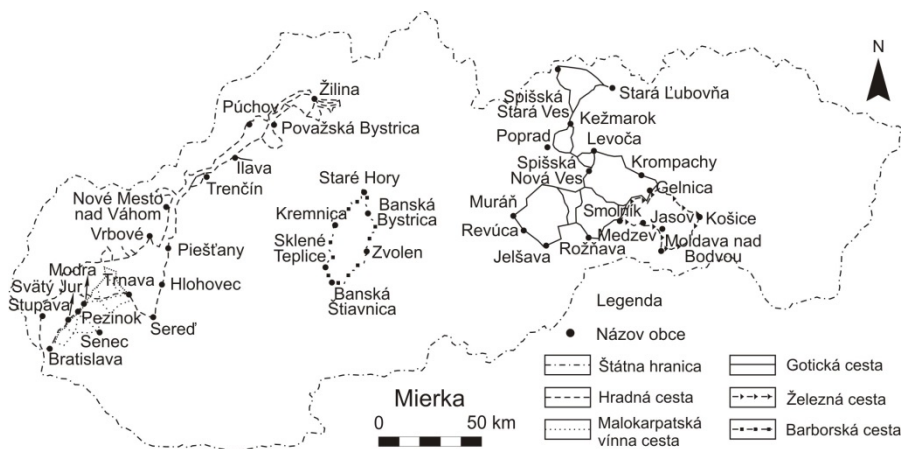 N
Žilina
Púchov
Považská Bystrica
Ilava
Trenčín
Nové Mesto
nad Váhom
Vrbové
Piešťany
Modra
Trnava
Hlohovec
Svätý Jur
Stupava
Pezinok
Senec
Sereď
Bratislava
Staré Hory
Kremnica
Banská
Bystrica
Sklené
Teplice
Zvolen
Banská
Štiavnica
Spišská
Stará Ves
Stará Ľubovňa
Kežmarok
Poprad
Levoča
Spišská
Nová Ves
Krompachy
Gelnica
Muráň
Smolník
Jasov
Košice
Revúca
Medzev
Rožňava
Moldava nad
Bodvou
Jelšava
Legenda
Názov obce
Štátna hranica
Gotická cesta
Hradná cesta
Železná cesta
Malokarpatská
vínna cesta
Barborská cesta
Mierka
0 50 km